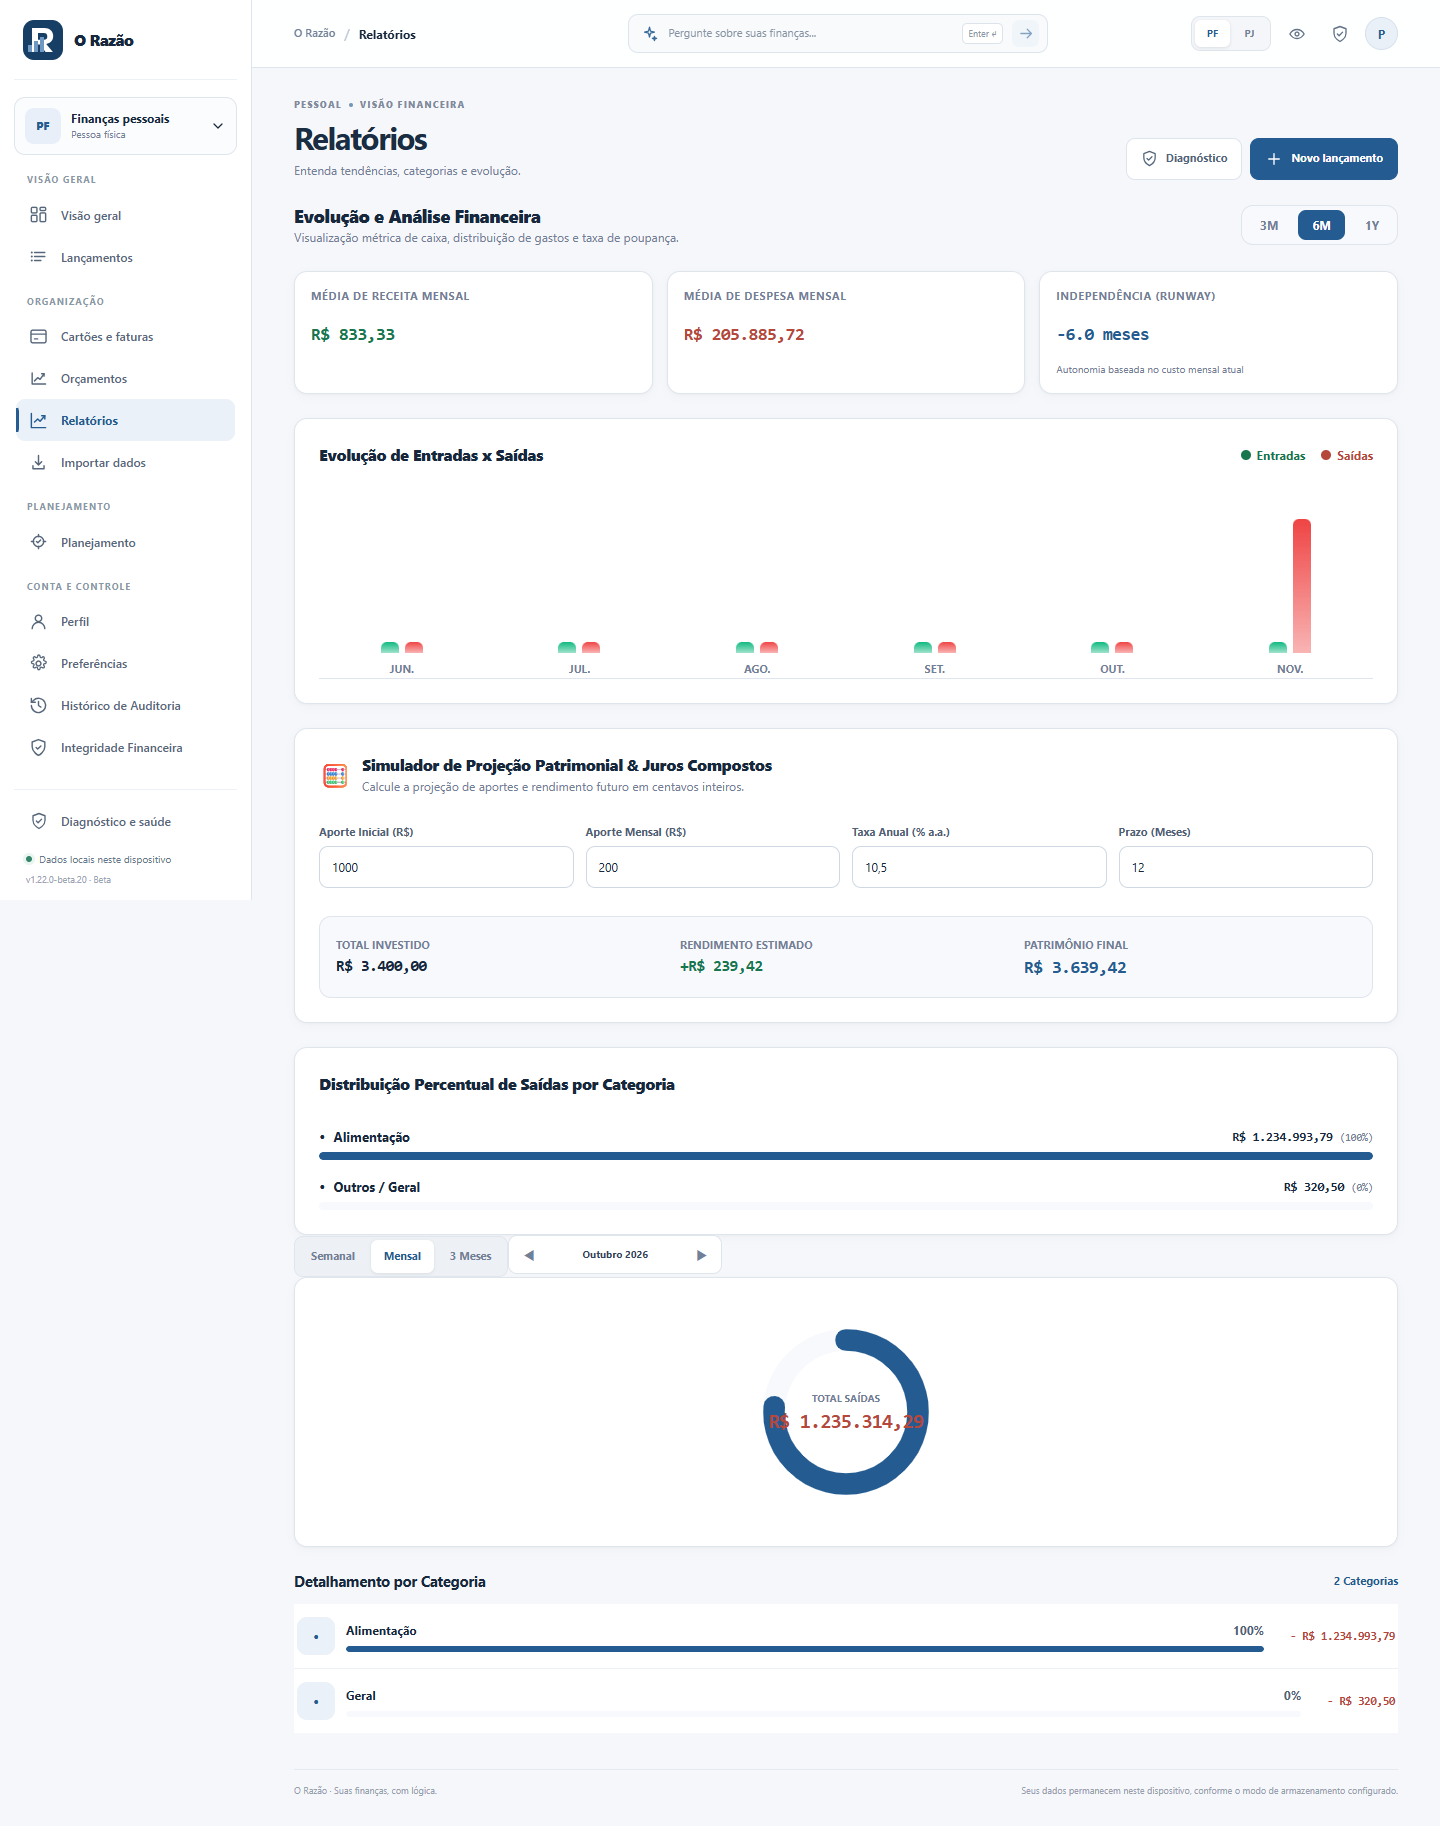 O Razão
O Razão / Relatórios
Pergunte sobre suas finanças...
Enter ↲
PF PJ
P
PF
Finanças pessoais
Pessoa física
VISÃO GERAL
Visão geral
Lançamentos
ORGANIZAÇÃO
Cartões e faturas
Orçamentos
Relatórios
Importar dados
PLANEJAMENTO
Planejamento
CONTA E CONTROLE
Perfil
Preferências
Histórico de Auditoria
Integridade Financeira
Diagnóstico e saúde
Dados locais neste dispositivo
v1.22.0-beta.20 · Beta
PESSOAL • VISÃO FINANCEIRA
Relatórios
Entenda tendências, categorias e evolução.
Diagnóstico
Novo lançamento
Evolução e Análise Financeira
Visualização métrica de caixa, distribuição de gastos e taxa de poupança.
3M 6M 1Y
MÉDIA DE RECEITA MENSAL
R$ 833,33
MÉDIA DE DESPESA MENSAL
R$ 205.885,72
INDEPENDÊNCIA (RUNWAY)
-6.0 meses
Autonomia baseada no custo mensal atual
Evolução de Entradas x Saídas
Entradas Saídas
JUN. JUL. AGO. SET. OUT. NOV.
Simulador de Projeção Patrimonial & Juros Compostos
Calcule a projeção de aportes e rendimento futuro em centavos inteiros.
Aporte Inicial (R$) Aporte Mensal (R$) Taxa Anual (% a.a.) Prazo (Meses)
1000 200 10,5 12
TOTAL INVESTIDO RENDIMENTO ESTIMADO PATRIMÔNIO FINAL
R$ 3.400,00 +R$ 239,42 R$ 3.639,42
Distribuição Percentual de Saídas por Categoria
• Alimentação R$ 1.234.993,79 (100%)
• Outros / Geral R$ 320,50 (0%)
Semanal Mensal 3 Meses ◀ Outubro 2026 ▶
TOTAL SAÍDAS
R$ 1.235.314,29
Detalhamento por Categoria 2 Categorias
• Alimentação 100% - R$ 1.234.993,79
• Geral 0% - R$ 320,50
O Razão · Suas finanças, com lógica. Seus dados permanecem neste dispositivo, conforme o modo de armazenamento configurado.